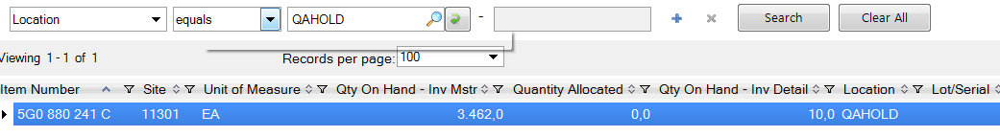 Location equals QAHOLD - Search Clear All
Viewing 1 - 1 of 1 Records per page: 100
Item Number Site Unit of Measure Qty On Hand - Inv Mstr Quantity Allocated Qty On Hand - Inv Detail Location Lot/Serial
5G0 880 241 C 11301 EA 3.462,0 0,0 10,0 QAHOLD